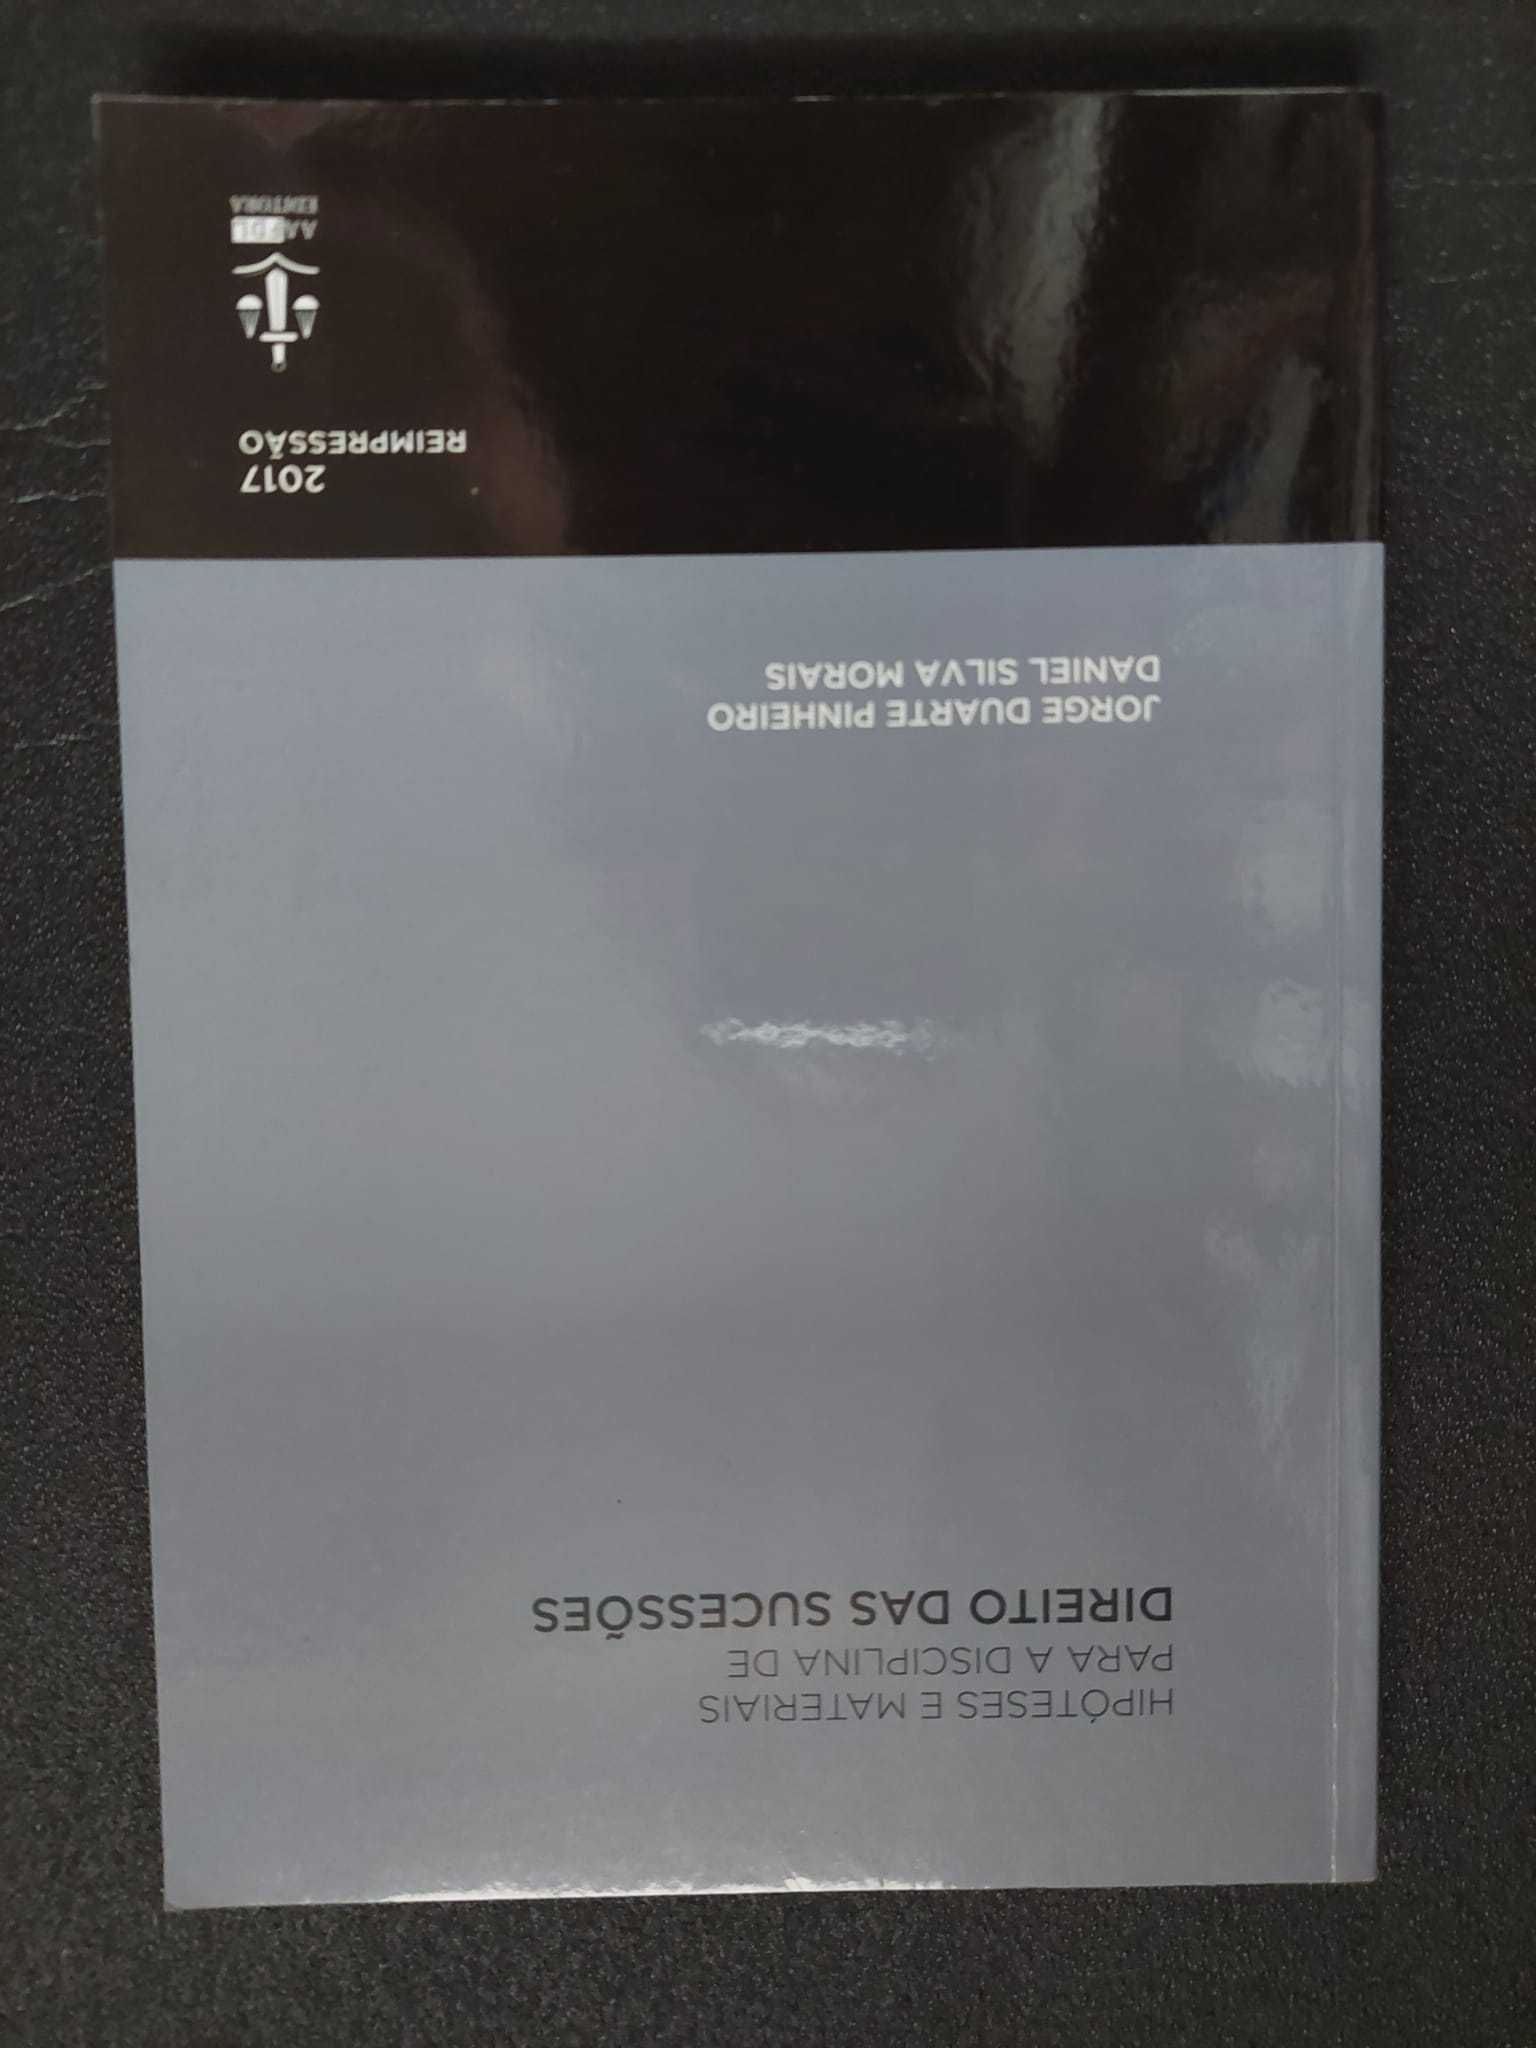 HIPÓTESES E MATERIAIS
PARA A DISCIPLINA DE
DIREITO DAS SUCESSÕES
JORGE DUARTE PINHEIRO
DANIEL SILVA MORAIS
2017
REIMPRESSÃO
AAFDL
EDITORA